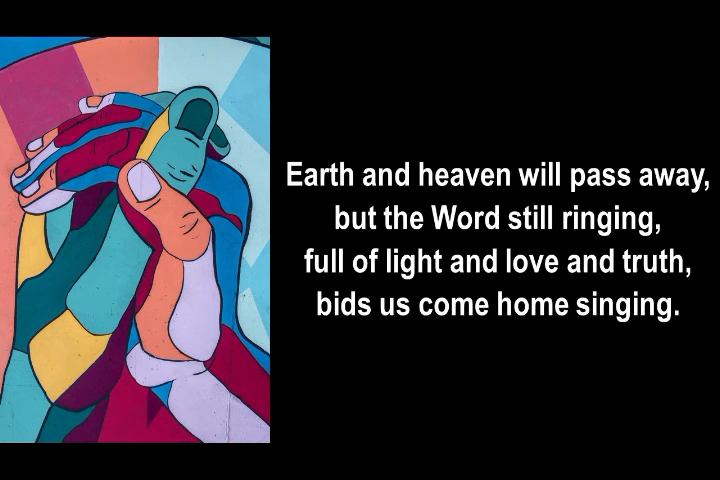 Earth and heaven will pass away,
but the Word still ringing,
full of light and love and truth,
bids us come home singing.